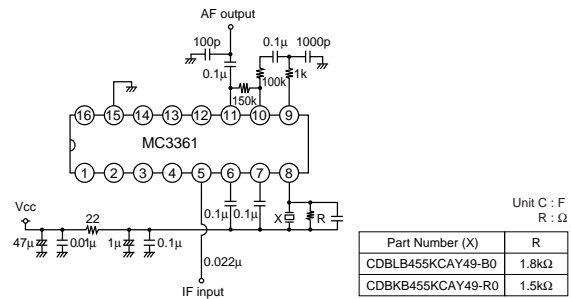 AF output
100p
0.1μ
0.1μ 1000p
100k
1k
150k
16 15 14 13 12 11 10 9
MC3361
1 2 3 4 5 6 7 8
Vcc
22
47μ
0.01μ
1μ
0.1μ
0.1μ
0.1μ
X
R
0.022μ
IF input
Unit C : F
R : Ω
Part Number (X) R
CDBLB455KCAY49-B0 1.8kΩ
CDBKB455KCAY49-R0 1.5kΩ